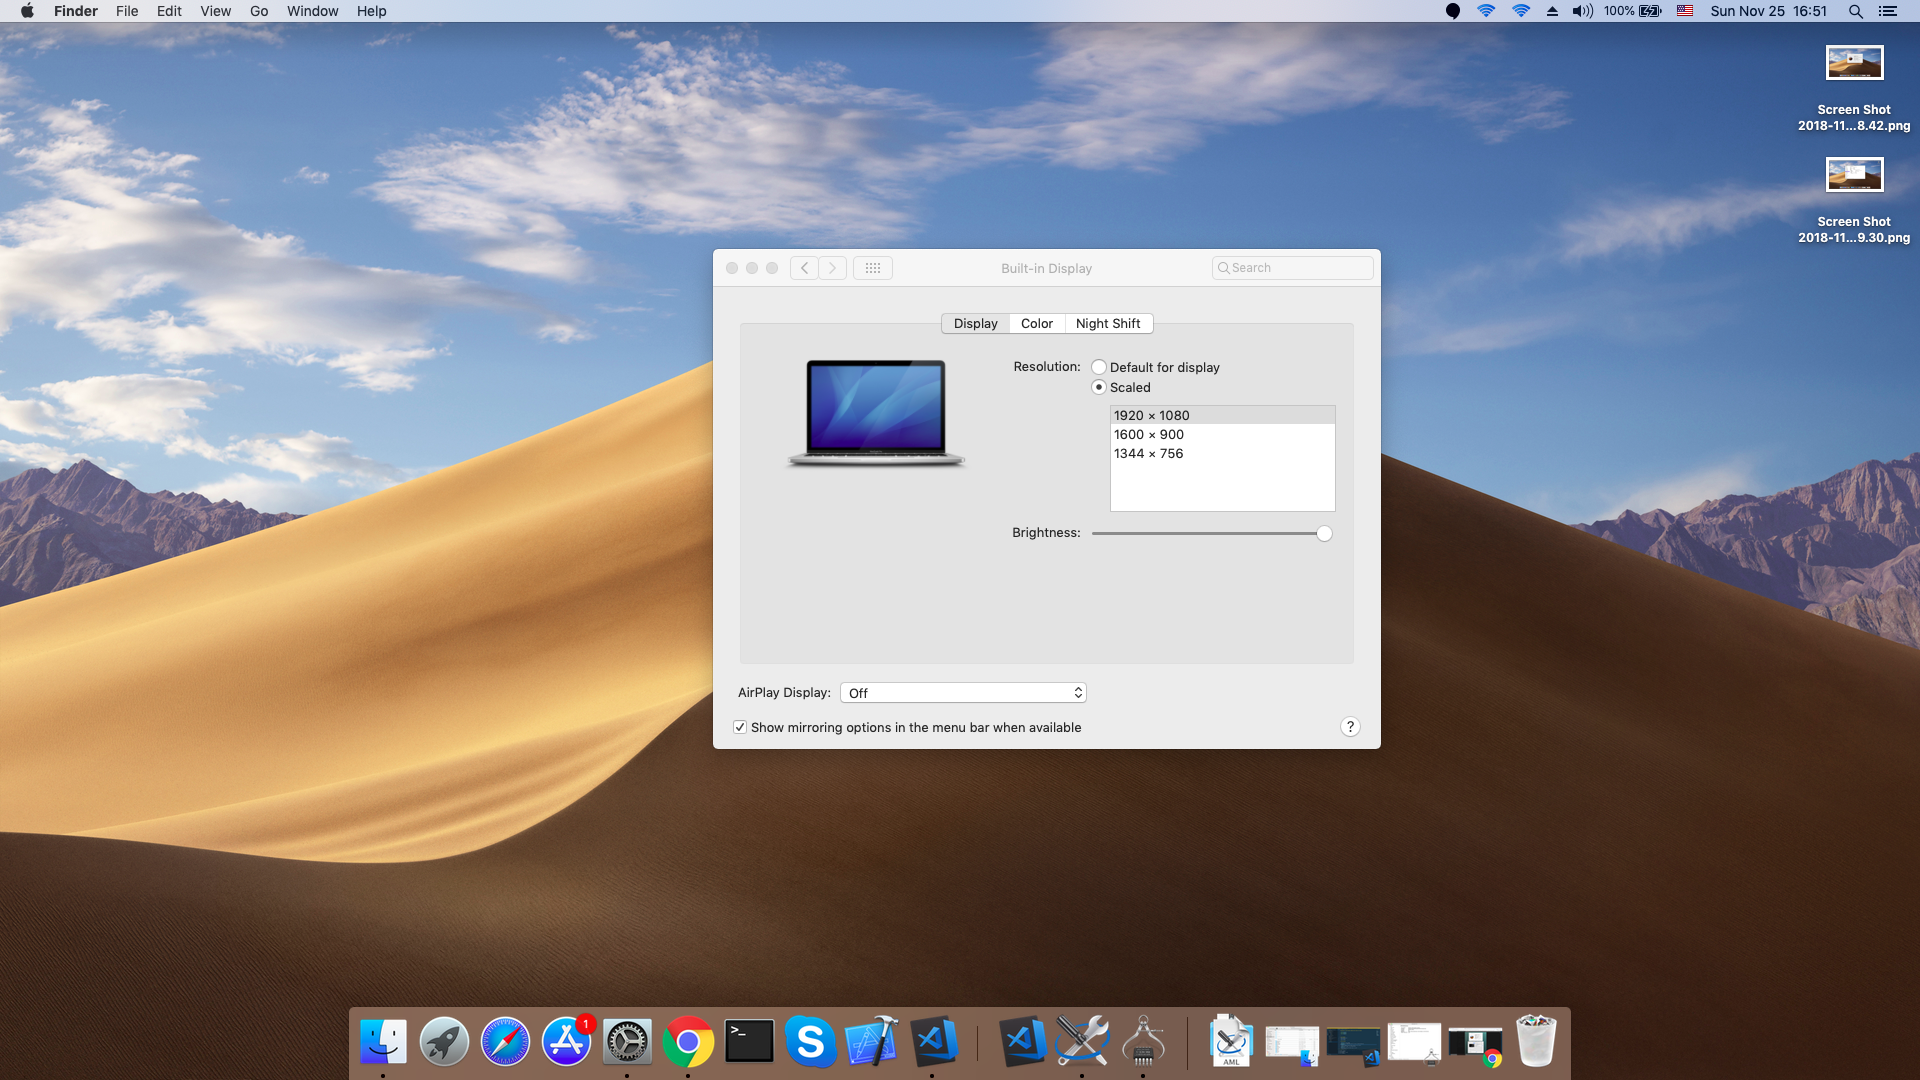 Finder File Edit View Go Window Help
100% Sun Nov 25 16:51
Screen Shot
2018-11...8.42.png
Screen Shot
2018-11...9.30.png
Built-in Display
Search
Display Color Night Shift
Resolution: Default for display
Scaled
1920 × 1080
1600 × 900
1344 × 756
Brightness:
AirPlay Display: Off
Show mirroring options in the menu bar when available
?
1
>_
S
AML